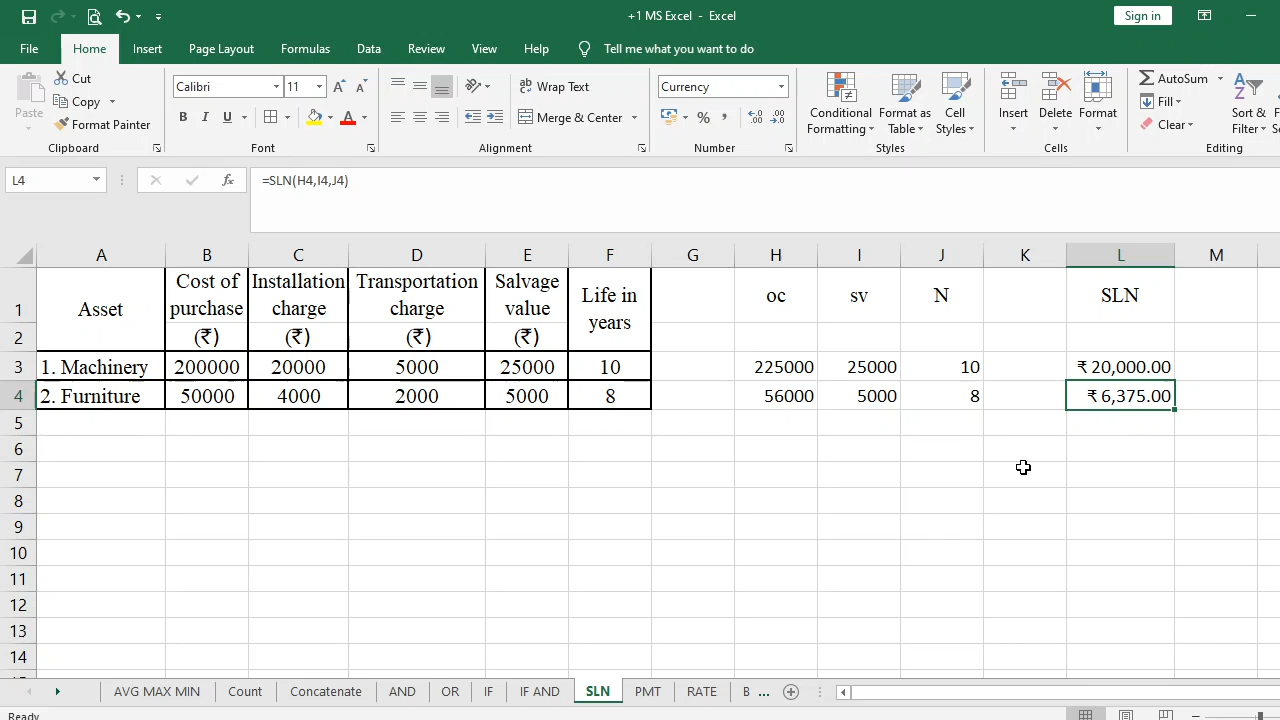 +1 MS Excel - Excel
Sign in
File Home Insert Page Layout Formulas Data Review View Help Tell me what you want to do
Paste
Cut
Copy
Format Painter
Clipboard
Calibri 11 A A
B I U A
Font
ab Wrap Text
Merge & Center
Alignment
Currency
% ,
Number
Conditional Formatting
Format as Table
Cell Styles
Styles
Insert Delete Format
Cells
AutoSum
Fill
Clear
Sort &
Filter
Editing
L4 fx =SLN(H4,I4,J4)
A B C D E F G H I J K L M
1 Asset Cost of purchase Installation charge Transportation charge Salvage value Life in years oc sv N SLN
2 (₹) (₹) (₹) (₹)
3 1. Machinery 200000 20000 5000 25000 10 225000 25000 10 ₹ 20,000.00
4 2. Furniture 50000 4000 2000 5000 8 56000 5000 8 ₹ 6,375.00
5
6
7
8
9
10
11
12
13
14
AVG MAX MIN Count Concatenate AND OR IF IF AND SLN PMT RATE B ...
Ready